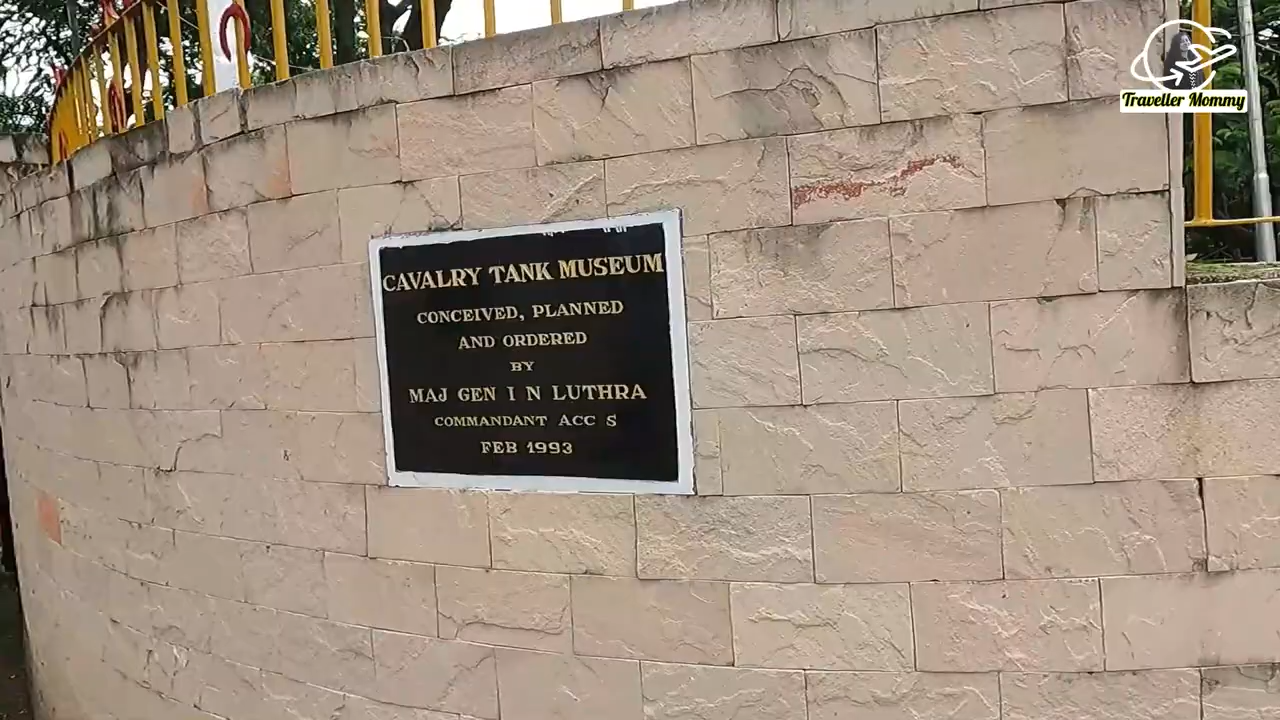 Traveller Mommy
CAVALRY TANK MUSEUM
CONCEIVED, PLANNED
AND ORDERED
BY
MAJ GEN I N LUTHRA
COMMANDANT ACC S
FEB 1993